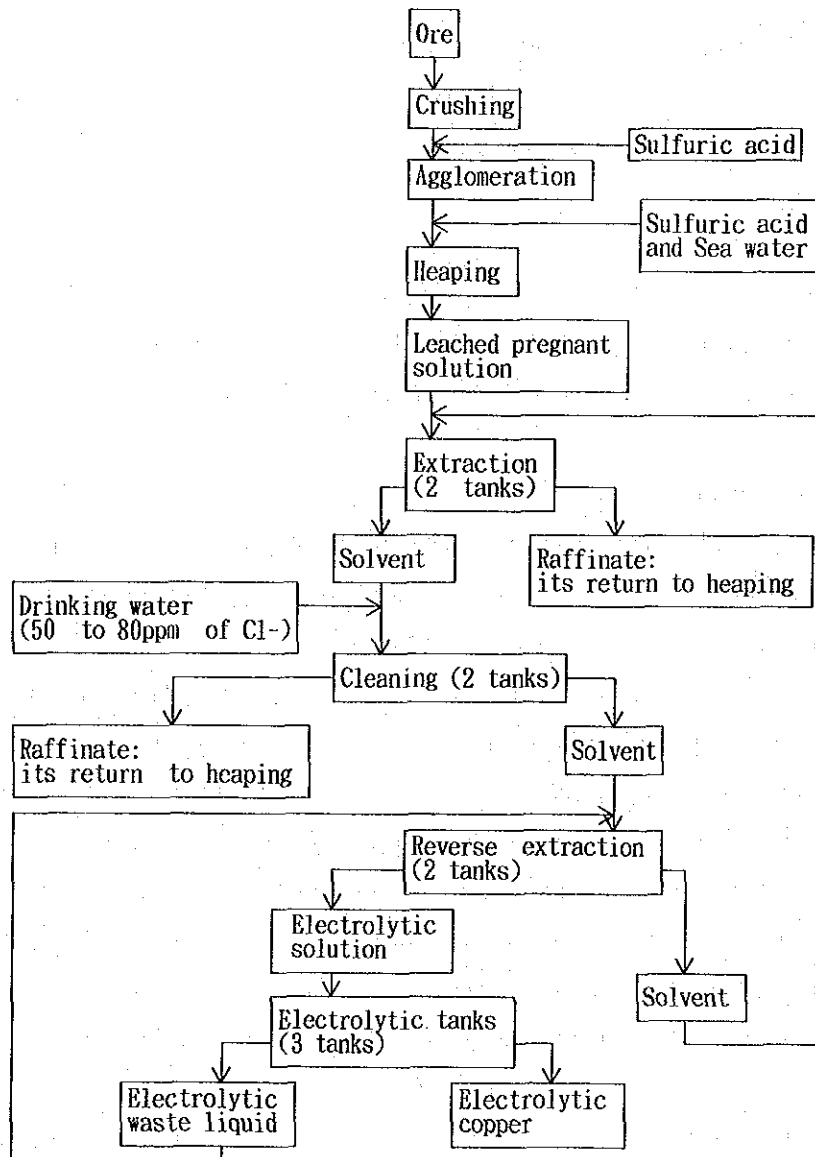 Ore
Crushing
Sulfuric acid
Agglomeration
Sulfuric acid
and Sea water
Heaping
Leached pregnant
solution
Extraction
(2 tanks)
Solvent
Raffinate:
its return to heaping
Drinking water
(50 to 80ppm of Cl-)
Cleaning (2 tanks)
Raffinate:
its return to heaping
Solvent
Reverse extraction
(2 tanks)
Electrolytic
solution
Solvent
Electrolytic tanks
(3 tanks)
Electrolytic
waste liquid
Electrolytic
copper